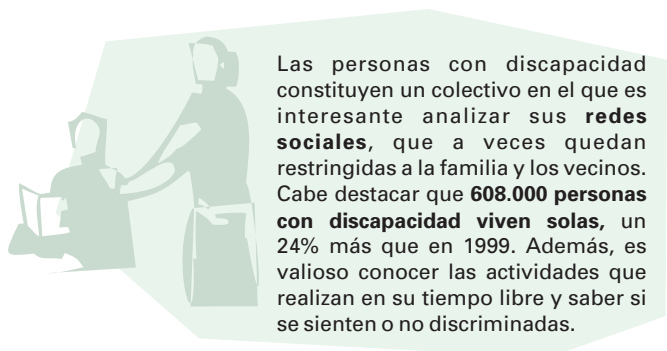 Las personas con discapacidad
constituyen un colectivo en el que es
interesante analizar sus redes
sociales, que a veces quedan
restringidas a la familia y los vecinos.
Cabe destacar que 608.000 personas
con discapacidad viven solas, un
24% más que en 1999. Además, es
valioso conocer las actividades que
realizan en su tiempo libre y saber si
se sienten o no discriminadas.